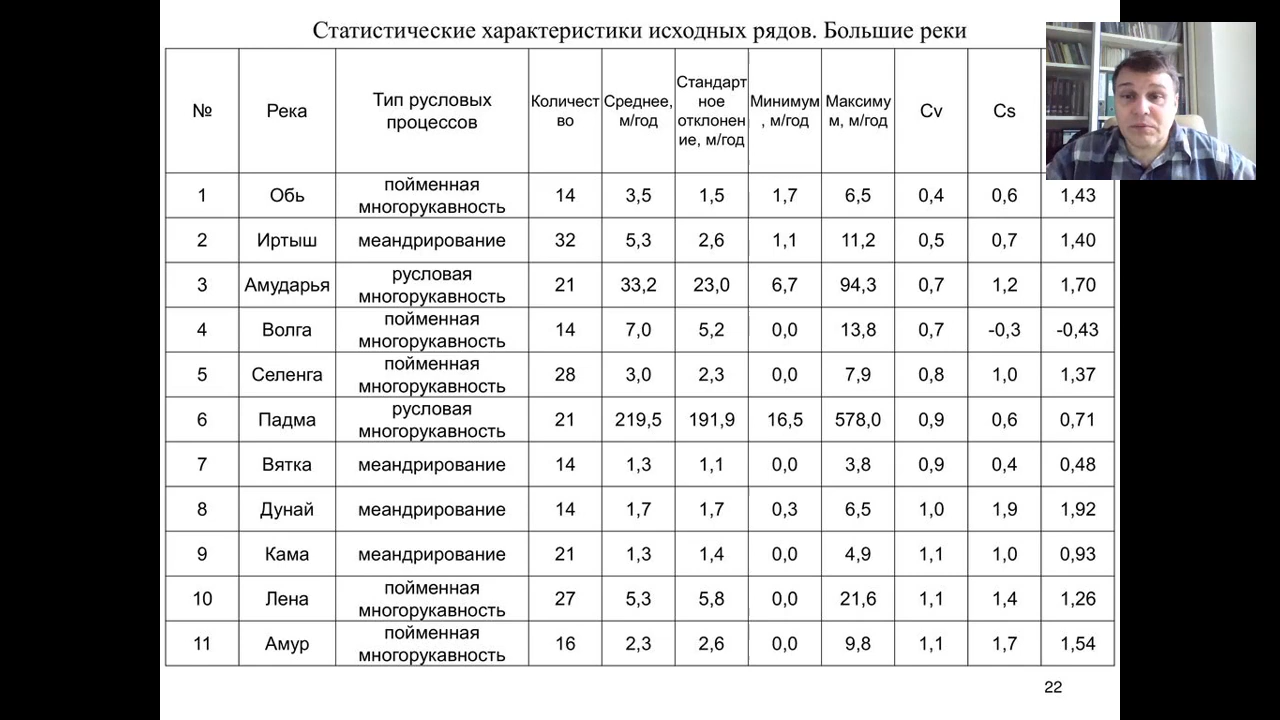 Статистические характеристики исходных рядов. Большие реки
№ Река Тип русловых процессов Количество Среднее, м/год Стандартное отклонение, м/год Минимум, м/год Максимум, м/год Cv Cs
1 Обь пойменная многорукавность 14 3,5 1,5 1,7 6,5 0,4 0,6 1,43
2 Иртыш меандрирование 32 5,3 2,6 1,1 11,2 0,5 0,7 1,40
3 Амударья русловая многорукавность 21 33,2 23,0 6,7 94,3 0,7 1,2 1,70
4 Волга пойменная многорукавность 14 7,0 5,2 0,0 13,8 0,7 -0,3 -0,43
5 Селенга пойменная многорукавность 28 3,0 2,3 0,0 7,9 0,8 1,0 1,37
6 Падма русловая многорукавность 21 219,5 191,9 16,5 578,0 0,9 0,6 0,71
7 Вятка меандрирование 14 1,3 1,1 0,0 3,8 0,9 0,4 0,48
8 Дунай меандрирование 14 1,7 1,7 0,3 6,5 1,0 1,9 1,92
9 Кама меандрирование 21 1,3 1,4 0,0 4,9 1,1 1,0 0,93
10 Лена пойменная многорукавность 27 5,3 5,8 0,0 21,6 1,1 1,4 1,26
11 Амур пойменная многорукавность 16 2,3 2,6 0,0 9,8 1,1 1,7 1,54
22